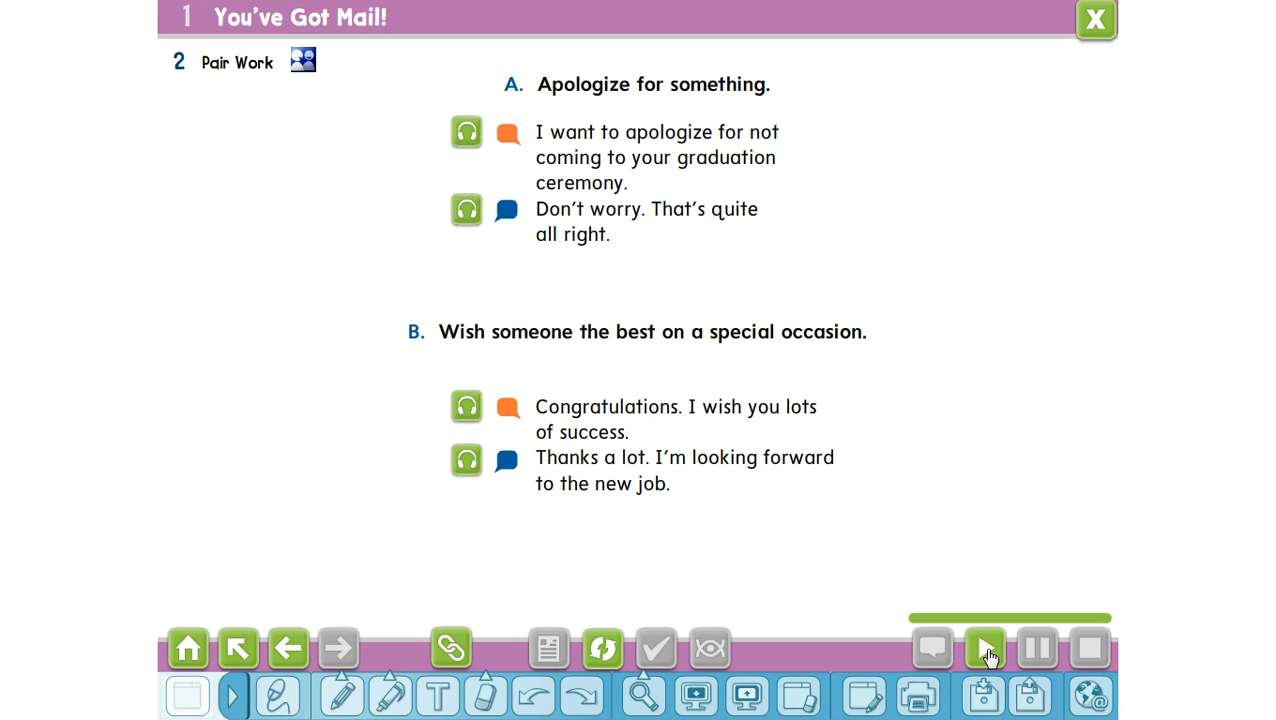 1 You've Got Mail!
X
2 Pair Work
A. Apologize for something.
I want to apologize for not
coming to your graduation
ceremony.
Don't worry. That's quite
all right.
B. Wish someone the best on a special occasion.
Congratulations. I wish you lots
of success.
Thanks a lot. I'm looking forward
to the new job.
T
@